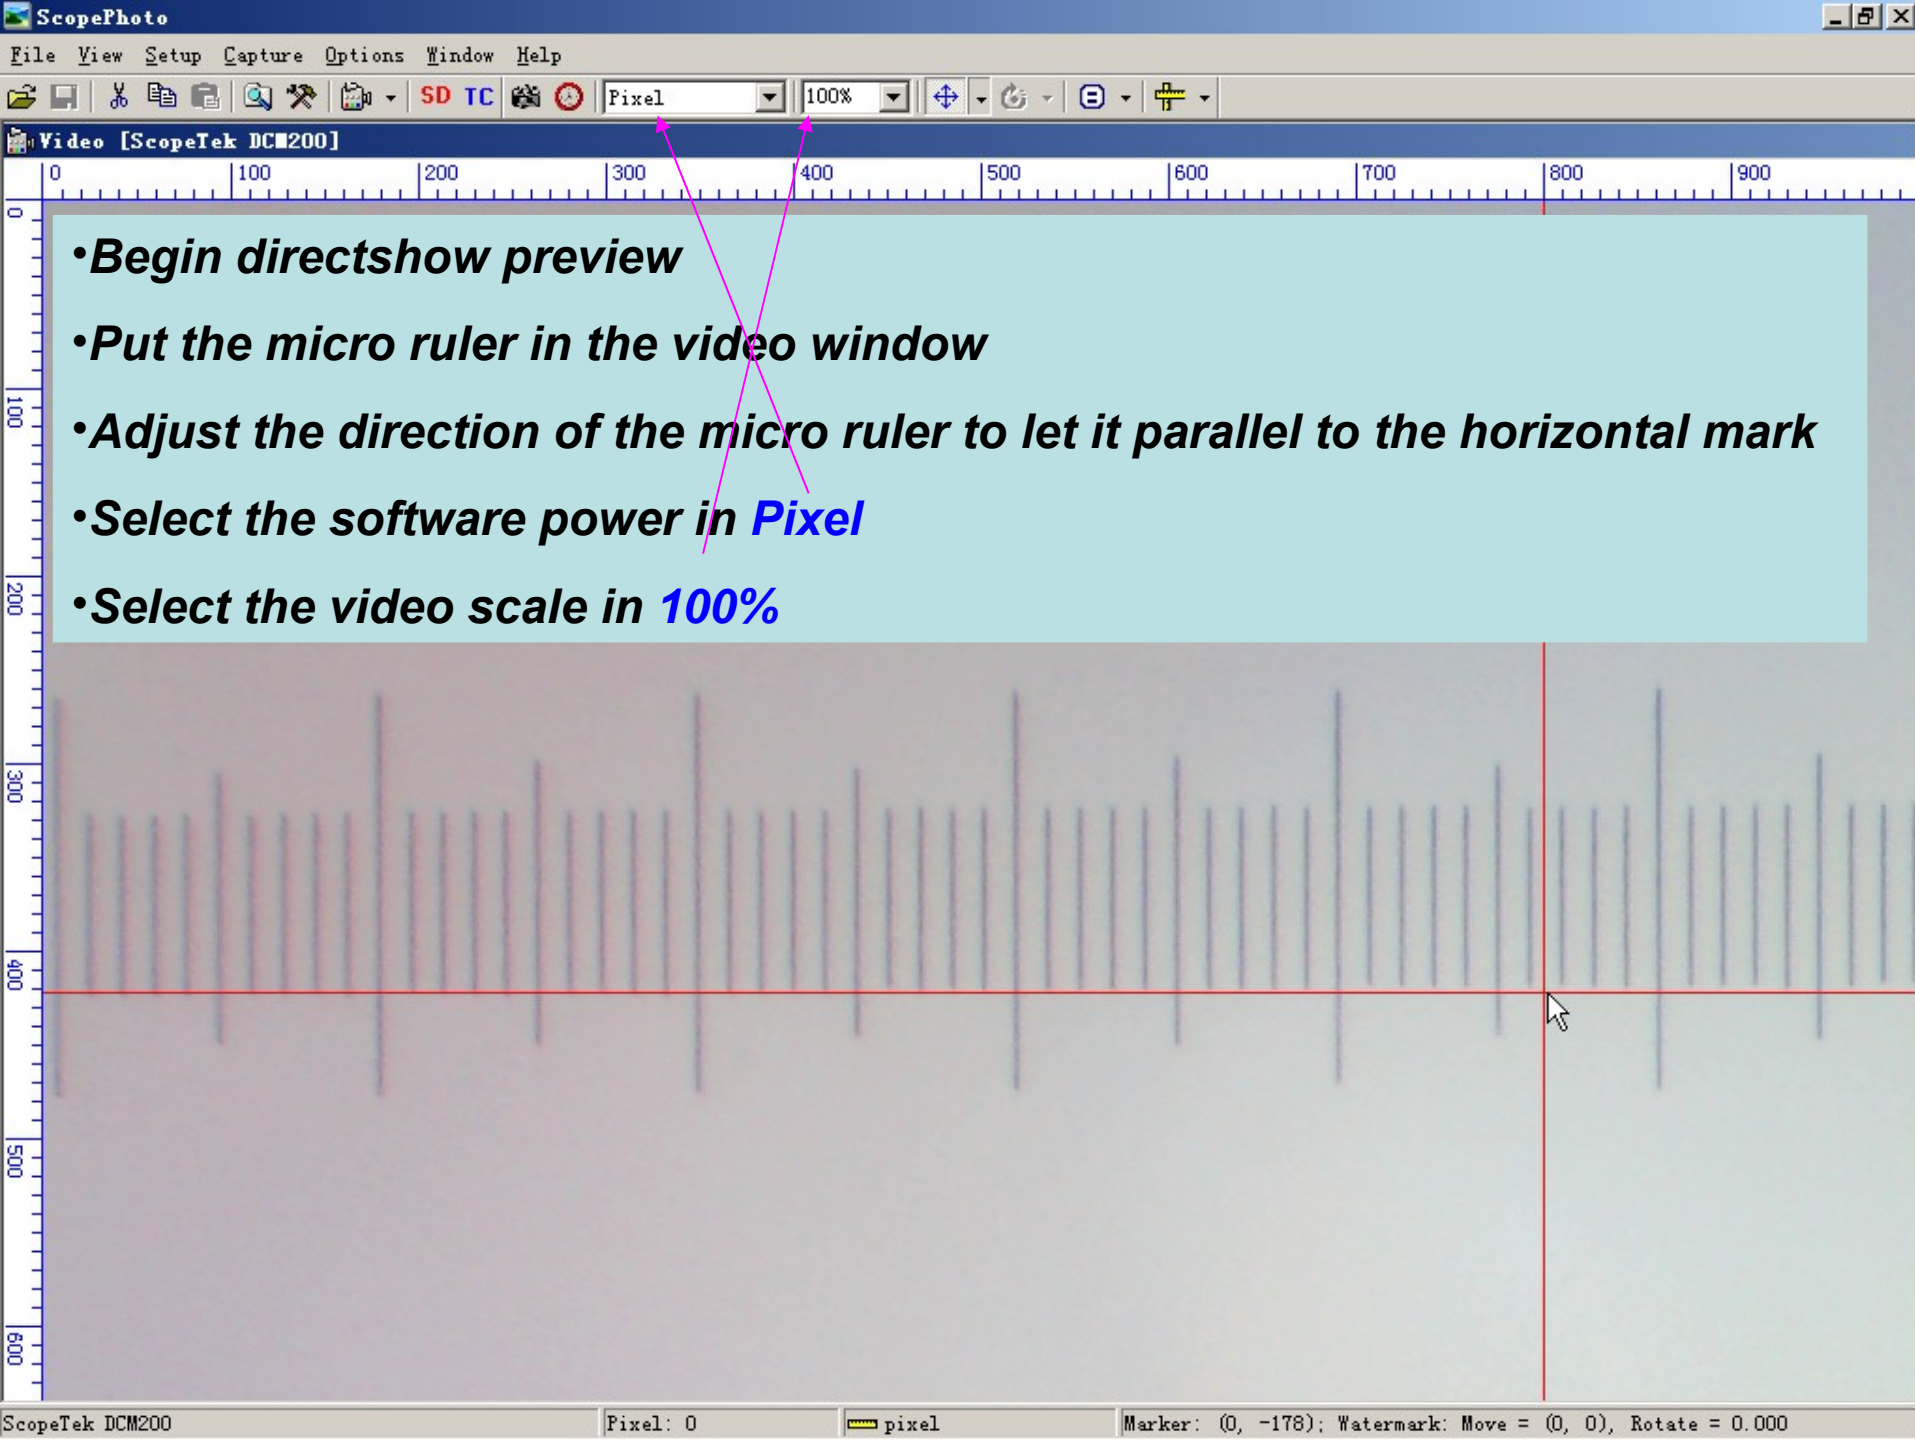 ScopePhoto
File View Setup Capture Options Window Help
SD TC Pixel 100%
Video [ScopeTek DCM200]
0 100 200 300 400 500 600 700 800 900
0
•Begin directshow preview
•Put the micro ruler in the video window
100
•Adjust the direction of the micro ruler to let it parallel to the horizontal mark
•Select the software power in Pixel
200
•Select the video scale in 100%
300
400
500
600
ScopeTek DCM200 Pixel: 0 pixel Marker: (0, -178); Watermark: Move = (0, 0), Rotate = 0.000